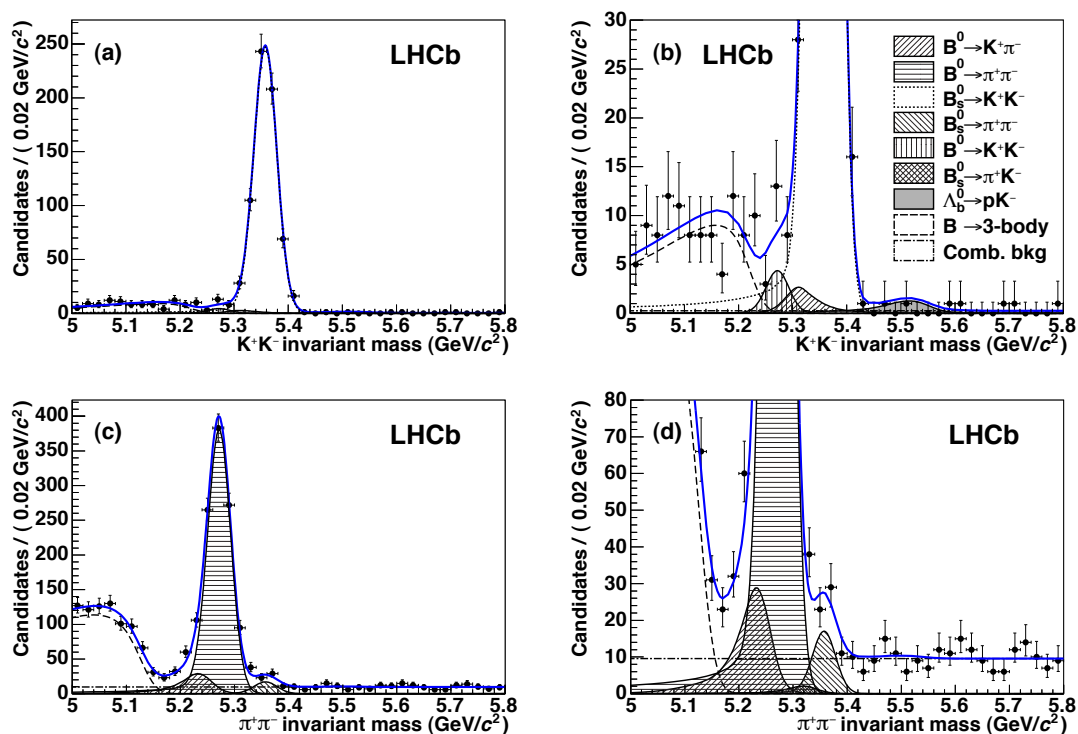 (a)
LHCb
Candidates / ( 0.02 GeV/c²)
250
200
150
100
50
0
5 5.1 5.2 5.3 5.4 5.5 5.6 5.7 5.8
K⁺K⁻ invariant mass (GeV/c²)
(b)
LHCb
B⁰→K⁺π⁻
B⁰→π⁺π⁻
B⁰ₛ→K⁺K⁻
B⁰ₛ→π⁺π⁻
B⁰→K⁺K⁻
B⁰ₛ→π⁺K⁻
Λ⁰_b→pK⁻
B →3-body
Comb. bkg
Candidates / ( 0.02 GeV/c²)
30
25
20
15
10
5
0
5 5.1 5.2 5.3 5.4 5.5 5.6 5.7 5.8
K⁺K⁻ invariant mass (GeV/c²)
(c)
LHCb
Candidates / ( 0.02 GeV/c²)
400
350
300
250
200
150
100
50
0
5 5.1 5.2 5.3 5.4 5.5 5.6 5.7 5.8
π⁺π⁻ invariant mass (GeV/c²)
(d)
LHCb
Candidates / ( 0.02 GeV/c²)
80
70
60
50
40
30
20
10
0
5 5.1 5.2 5.3 5.4 5.5 5.6 5.7 5.8
π⁺π⁻ invariant mass (GeV/c²)